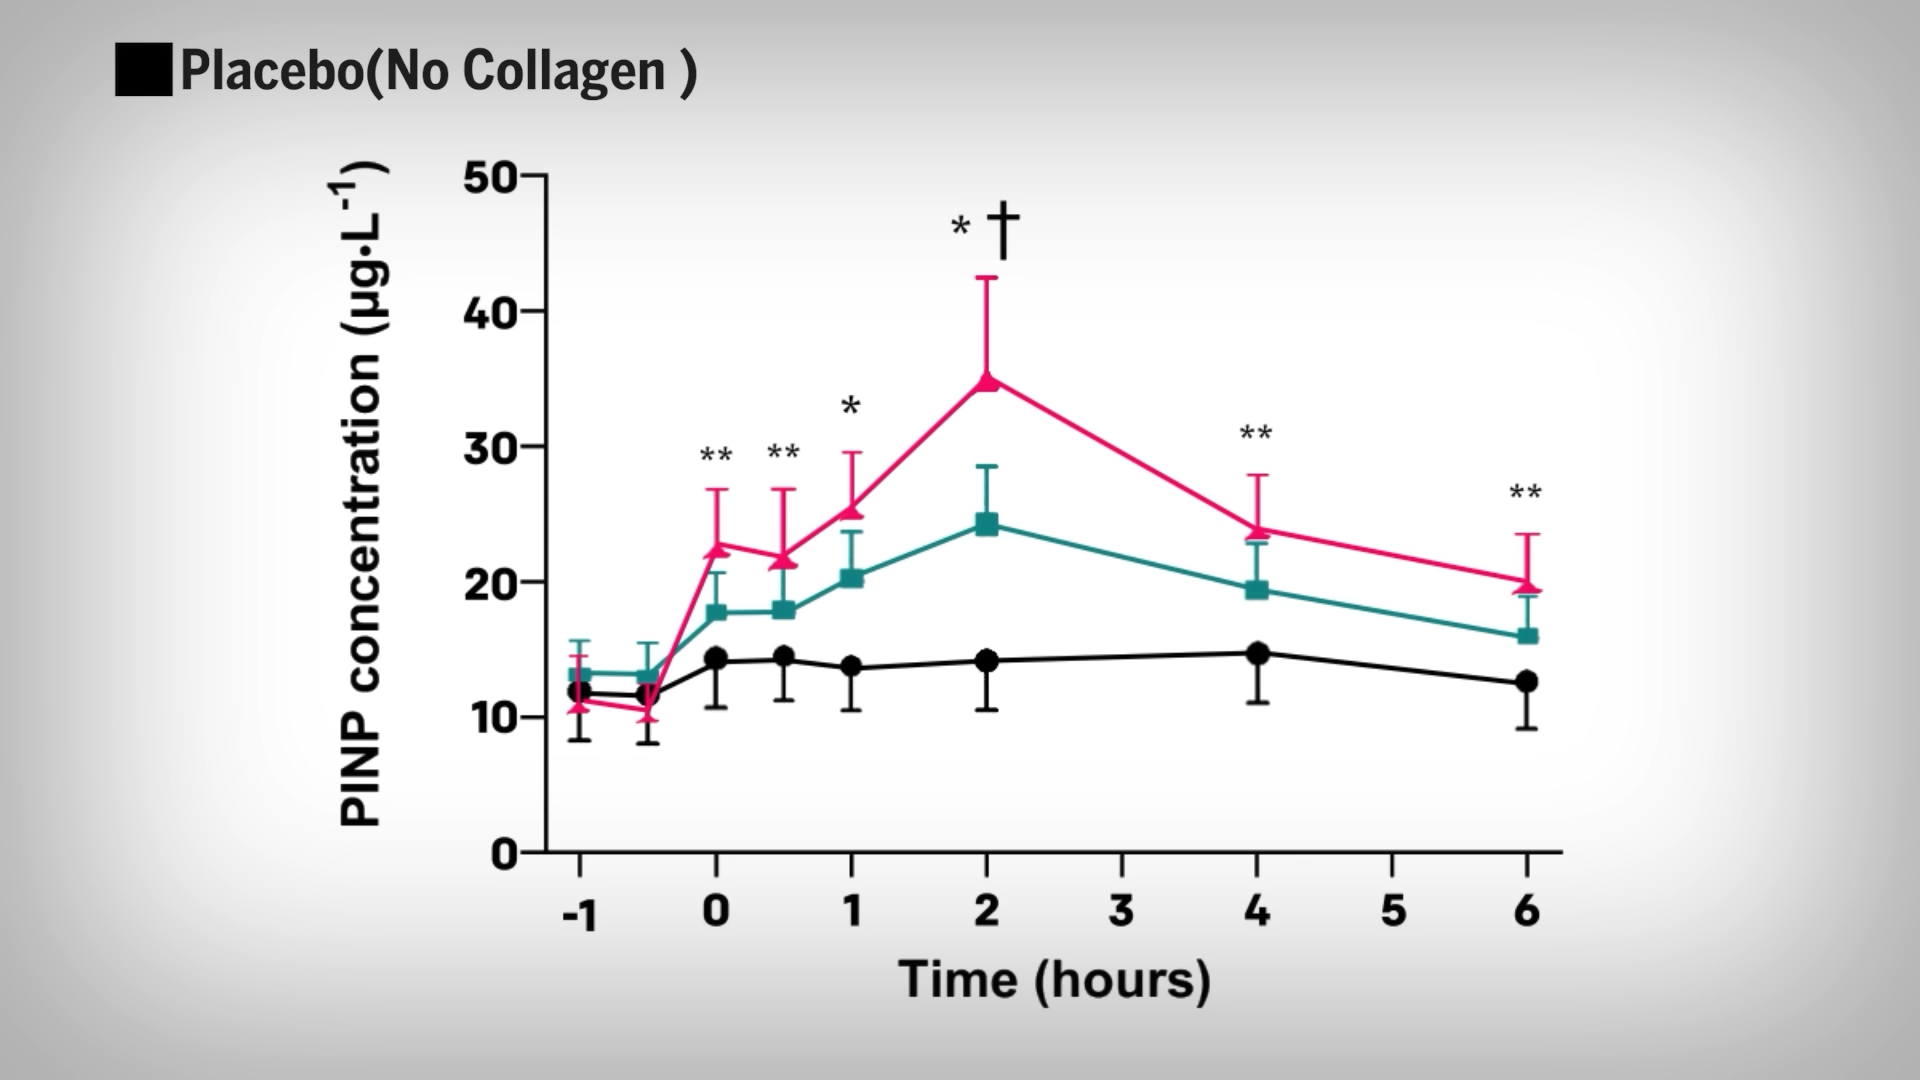 Placebo(No Collagen )
PINP concentration (µg·L⁻¹)
50
* †
40
*
** **
30
**
**
20
10
0
-1 0 1 2 3 4 5 6
Time (hours)